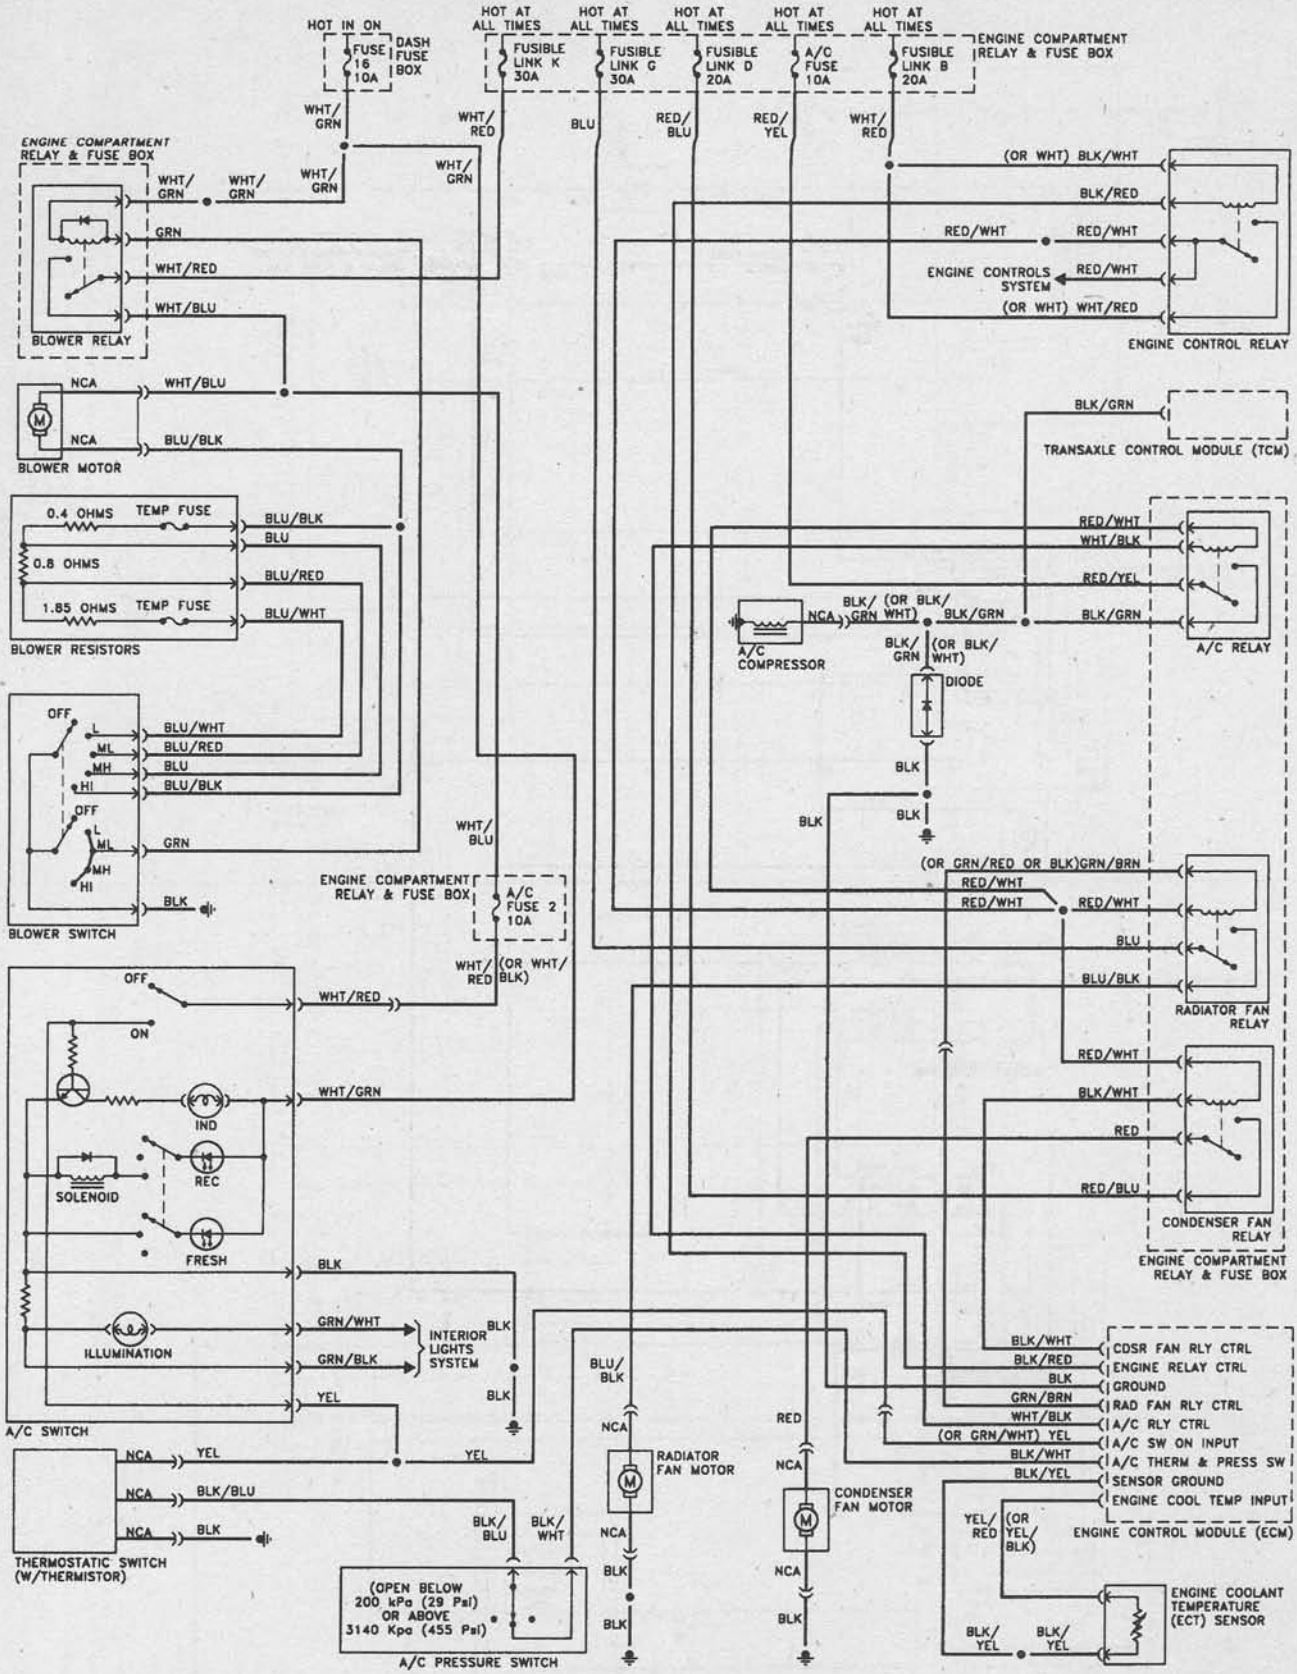 HOT IN ON
HOT AT
ALL TIMES
HOT AT
ALL TIMES
HOT AT
ALL TIMES
HOT AT
ALL TIMES
HOT AT
ALL TIMES
FUSE
16
10A
DASH
FUSE
BOX
FUSIBLE
LINK K
30A
FUSIBLE
LINK G
30A
FUSIBLE
LINK D
20A
A/C
FUSE
10A
FUSIBLE
LINK B
20A
ENGINE COMPARTMENT
RELAY & FUSE BOX
WHT/
GRN
WHT/
RED
BLU
RED/
BLU
RED/
YEL
WHT/
RED
ENGINE COMPARTMENT
RELAY & FUSE BOX
WHT/
GRN
WHT/
GRN
WHT/
GRN
WHT/
GRN
GRN
WHT/RED
WHT/BLU
BLOWER RELAY
(OR WHT) BLK/WHT
BLK/RED
RED/WHT
RED/WHT
ENGINE CONTROLS
SYSTEM
RED/WHT
(OR WHT) WHT/RED
ENGINE CONTROL RELAY
NCA
WHT/BLU
M
NCA
BLU/BLK
BLOWER MOTOR
BLK/GRN
TRANSAXLE CONTROL MODULE (TCM)
0.4 OHMS
TEMP FUSE
BLU/BLK
BLU
0.8 OHMS
BLU/RED
1.85 OHMS
TEMP FUSE
BLU/WHT
BLOWER RESISTORS
RED/WHT
WHT/BLK
RED/YEL
BLK/GRN
A/C RELAY
NCA
BLK/
GRN
(OR BLK/
WHT)
BLK/GRN
A/C
COMPRESSOR
BLK/
GRN
(OR BLK/
WHT)
DIODE
BLK
BLK
BLK
OFF
L
BLU/WHT
ML
BLU/RED
MH
BLU
HI
BLU/BLK
OFF
L
ML
GRN
MH
HI
BLK
BLOWER SWITCH
WHT/
BLU
ENGINE COMPARTMENT
RELAY & FUSE BOX
A/C
FUSE 2
10A
WHT/
RED
(OR WHT/
BLK)
(OR GRN/RED OR BLK)GRN/BRN
RED/WHT
RED/WHT
RED/WHT
BLU
BLU/BLK
RADIATOR FAN
RELAY
OFF
WHT/RED
ON
WHT/GRN
IND
REC
SOLENOID
FRESH
BLK
GRN/WHT
ILLUMINATION
GRN/BLK
INTERIOR
LIGHTS
SYSTEM
YEL
A/C SWITCH
BLK
BLK
RED/WHT
BLK/WHT
RED
RED/BLU
CONDENSER FAN
RELAY
ENGINE COMPARTMENT
RELAY & FUSE BOX
BLK/WHT
CDSR FAN RLY CTRL
BLK/RED
ENGINE RELAY CTRL
BLK
GROUND
GRN/BRN
RAD FAN RLY CTRL
WHT/BLK
A/C RLY CTRL
(OR GRN/WHT) YEL
A/C SW ON INPUT
BLK/WHT
A/C THERM & PRESS SW
BLK/YEL
SENSOR GROUND
ENGINE COOL TEMP INPUT
ENGINE CONTROL MODULE (ECM)
NCA
YEL
YEL
NCA
BLK/BLU
NCA
BLK
THERMOSTATIC SWITCH
(W/THERMISTOR)
BLK/
BLU
BLK/
WHT
(OPEN BELOW
200 kPa (29 Psi)
OR ABOVE
3140 Kpa (455 Psi)
A/C PRESSURE SWITCH
BLU/
BLK
NCA
RADIATOR
FAN MOTOR
M
NCA
BLK
BLK
RED
NCA
CONDENSER
FAN MOTOR
M
NCA
BLK
YEL/
RED
(OR
YEL/
BLK)
BLK/
YEL
BLK/
YEL
ENGINE COOLANT
TEMPERATURE
(ECT) SENSOR